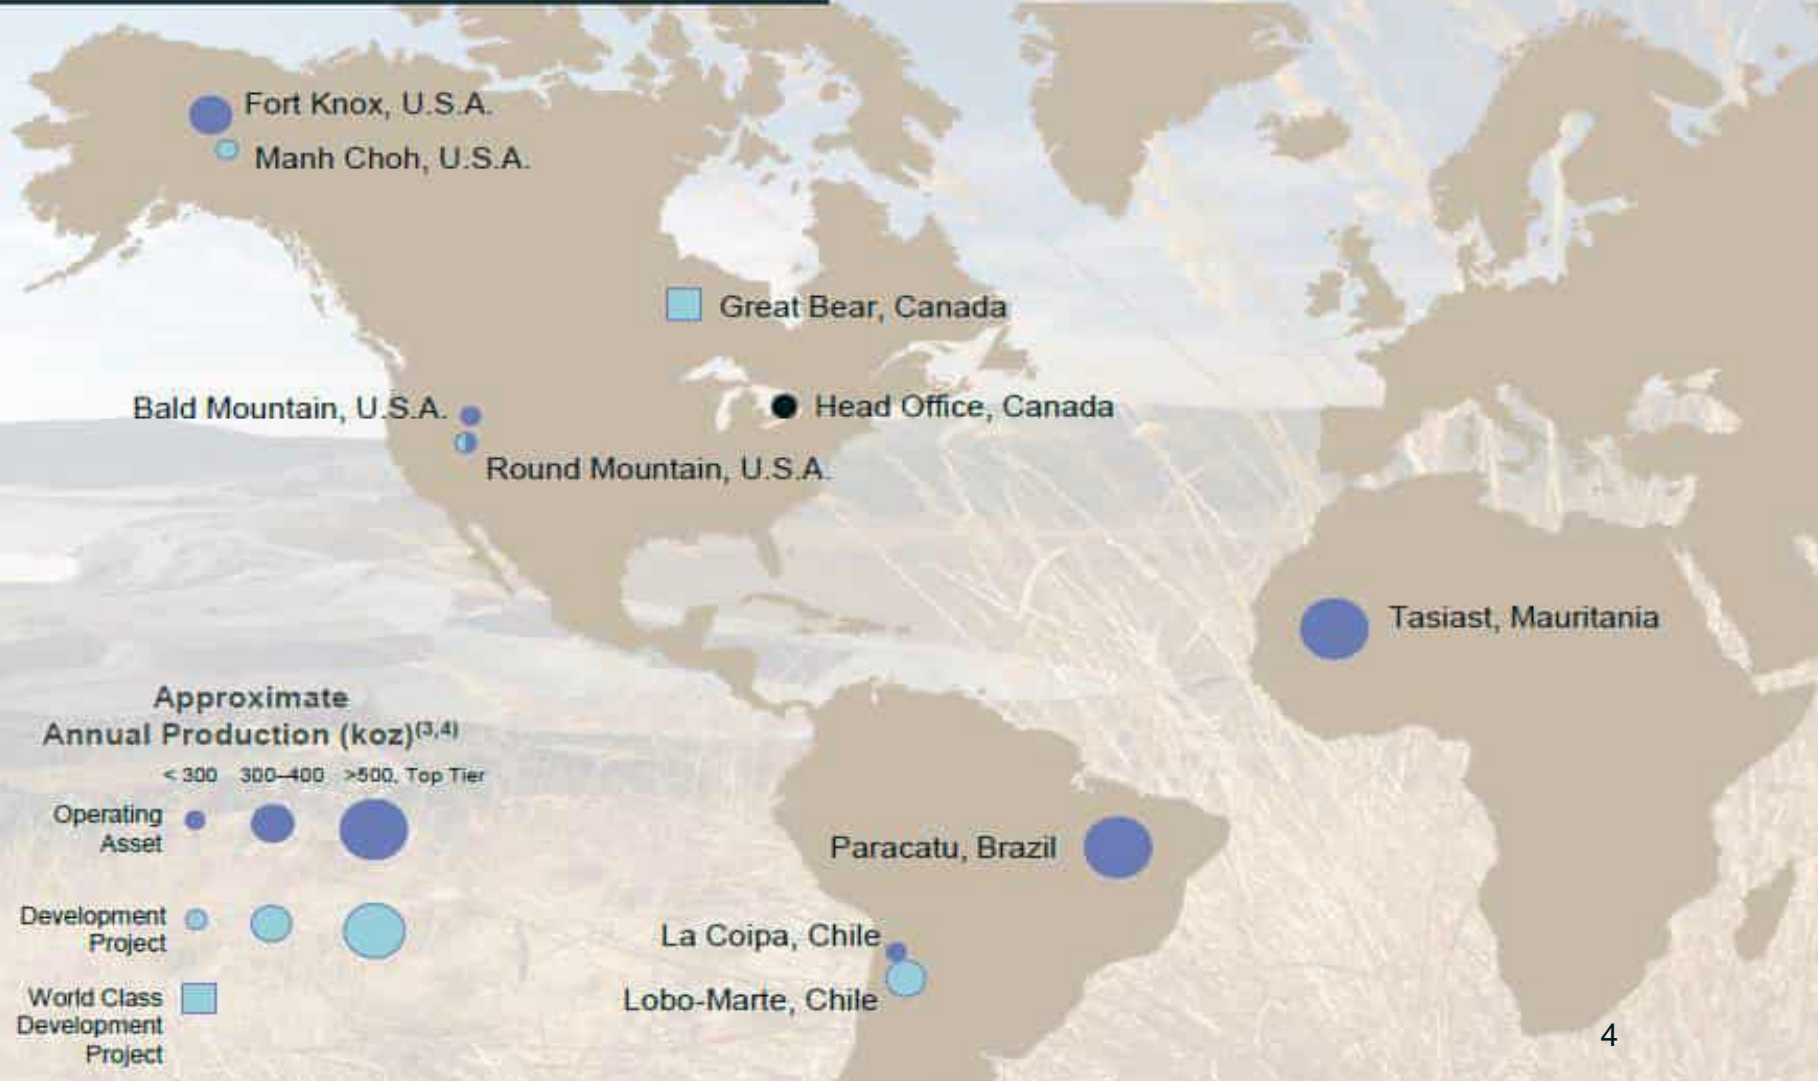 Fort Knox, U.S.A.
Manh Choh, U.S.A.
Great Bear, Canada
Bald Mountain, U.S.A.
Head Office, Canada
Round Mountain, U.S.A.
Tasiast, Mauritania
Approximate
Annual Production (koz)(3,4)
< 300 300–400 >500, Top Tier
Operating
Asset
Paracatu, Brazil
Development
Project
La Coipa, Chile
World Class
Development
Project
Lobo-Marte, Chile
4